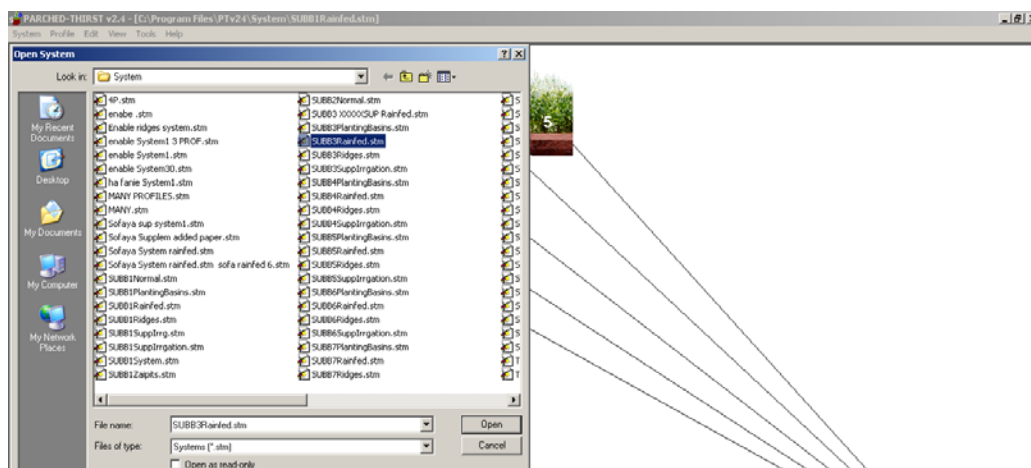 PARCHED-THIRST v2.4 - [C:\Program Files\PTv24\System\SUBB1Rainfed.stm]
System Profile Edit View Tools Help
Open System
Look in: System
My Recent Documents
Desktop
My Documents
My Computer
My Network Places
4P.stm
enabe .stm
Enable ridges system.stm
enable System1 3 PROF.stm
enable System1.stm
enable System30.stm
ha fanie System1.stm
MANY PROFILES.stm
MANY.stm
Sofaya sup system1.stm
Sofaya Supplem added paper.stm
Sofaya System rainfed.stm
Sofaya System rainfed.stm sofa rainfed 6.stm
SUBB1Normal.stm
SUBB1PlantingBasins.stm
SUBB1Rainfed.stm
SUBB1Ridges.stm
SUBB1SuppIrrg.stm
SUBB1SuppIrrgation.stm
SUBB1System.stm
SUBB1Zaipits.stm
SUBB2Normal.stm
SUBB3 XXXXXSUP Rainfed.stm
SUBB3PlantingBasins.stm
SUBB3Rainfed.stm
SUBB3Ridges.stm
SUBB3SuppIrrgation.stm
SUBB4PlantingBasins.stm
SUBB4Rainfed.stm
SUBB4Ridges.stm
SUBB4SuppIrrgation.stm
SUBB5PlantingBasins.stm
SUBB5Rainfed.stm
SUBB5Ridges.stm
SUBB5SuppIrrgation.stm
SUBB6PlantingBasins.stm
SUBB6Rainfed.stm
SUBB6SuppIrrgation.stm
SUBB7PlantingBasins.stm
SUBB7Rainfed.stm
SUBB7Ridges.stm
File name: SUBB3Rainfed.stm Open
Files of type: Systems (*.stm) Cancel
Open as read-only
5